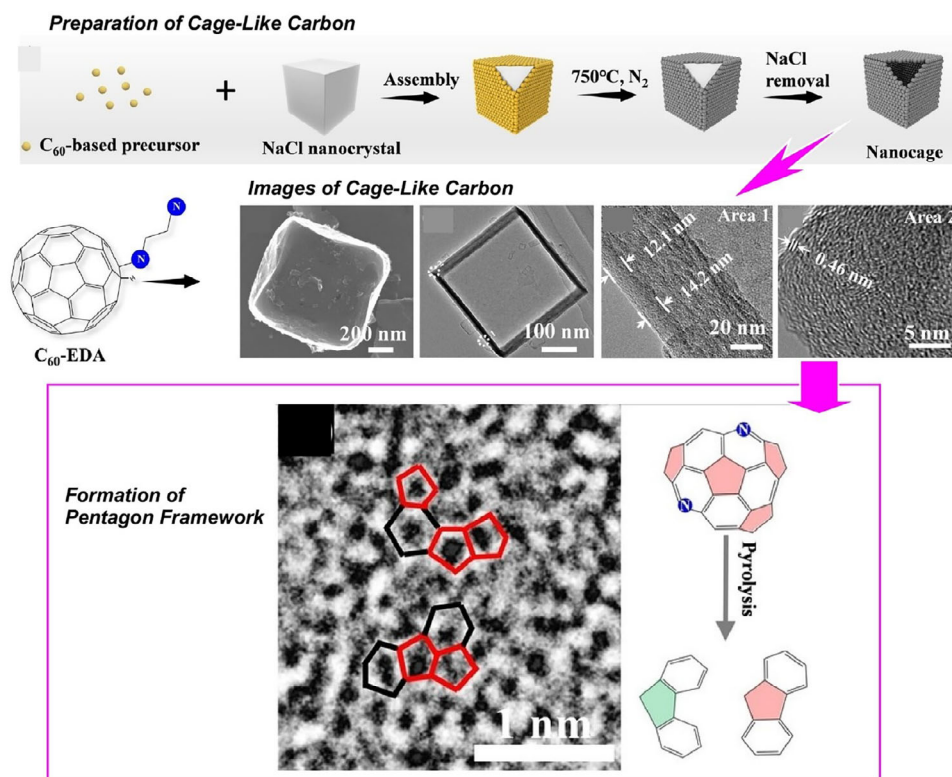 Preparation of Cage-Like Carbon
C₆₀-based precursor
+
NaCl nanocrystal
Assembly
750℃, N₂
NaCl
removal
Nanocage
Images of Cage-Like Carbon
N
N
C₆₀-EDA
200 nm
100 nm
Area 1
12.1 nm
14.2 nm
20 nm
Area
0.46 nm
5 nm
Formation of
Pentagon Framework
1 nm
N
N
Pyrolysis